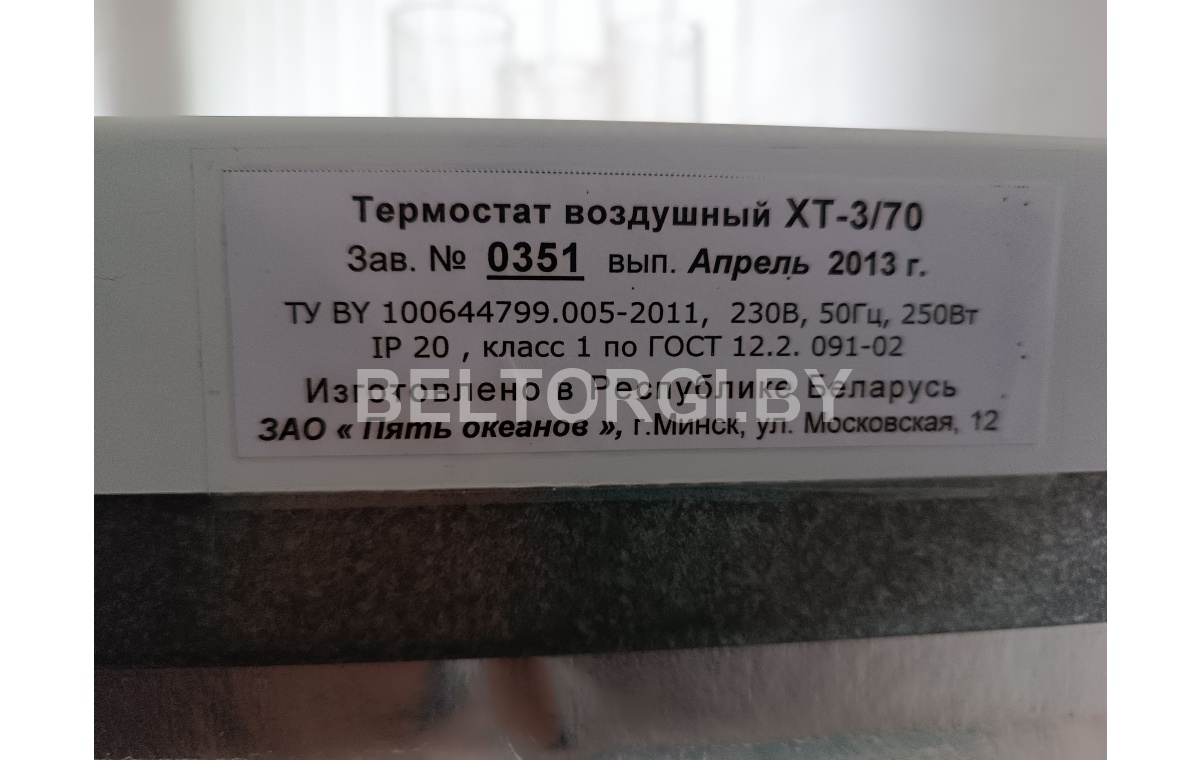 Термостат воздушный ХТ-3/70
Зав. № 0351 вып. Апрель 2013 г.
ТУ BY 100644799.005-2011, 230В, 50Гц, 250Вт
IP 20 , класс 1 по ГОСТ 12.2. 091-02
Изготовлено в Республике Беларусь
BELTORGI.BY
ЗАО « Пять океанов », г.Минск, ул. Московская, 12